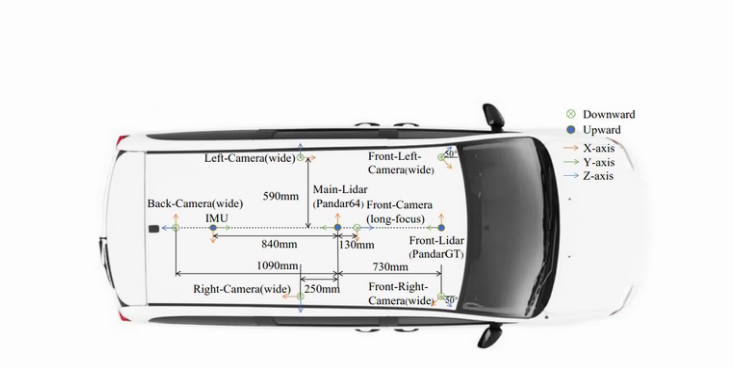 Downward
Upward
X-axis
Y-axis
Z-axis
Left-Camera(wide)
Front-Left-
Camera(wide)
50°
590mm
Main-Lidar
(Pandar64)
Back-Camera(wide)
Front-Camera
(long-focus)
IMU
840mm
130mm
Front-Lidar
(PandarGT)
1090mm
730mm
Right-Camera(wide)
250mm
Front-Right-
Camera(wide)
50°